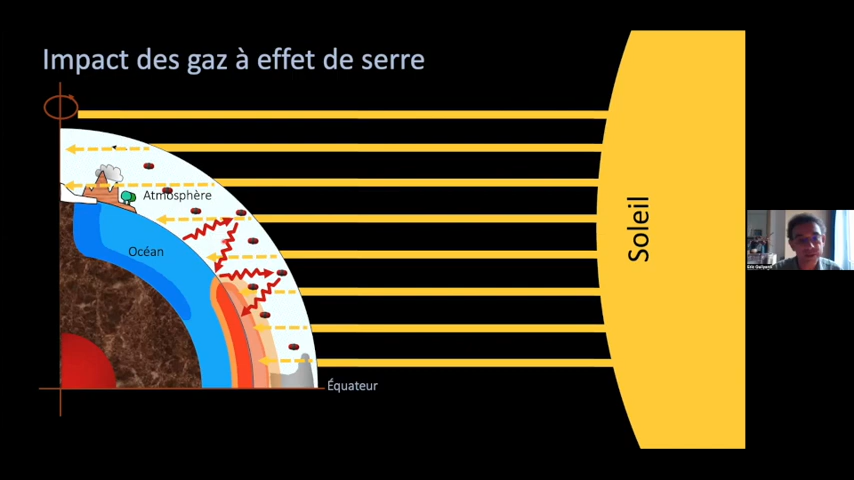 Impact des gaz à effet de serre
Atmosphère
Océan
Soleil
Équateur